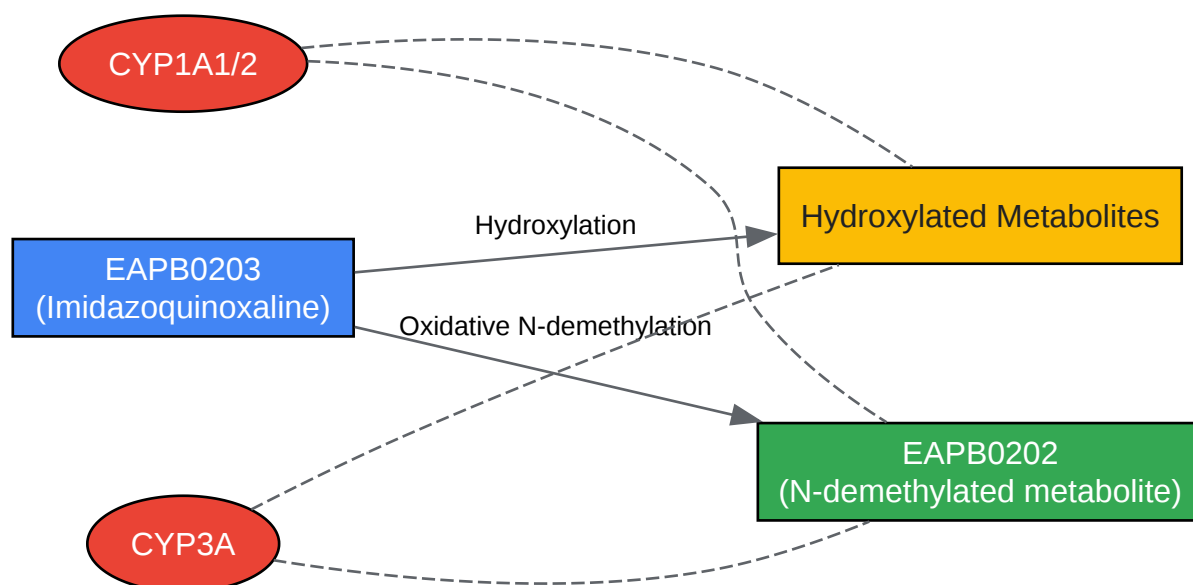 CYP1A1/2
Hydroxylated Metabolites
Hydroxylation
EAPB0203
(Imidazoquinoxaline)
Oxidative N-demethylation
EAPB0202
(N-demethylated metabolite)
CYP3A